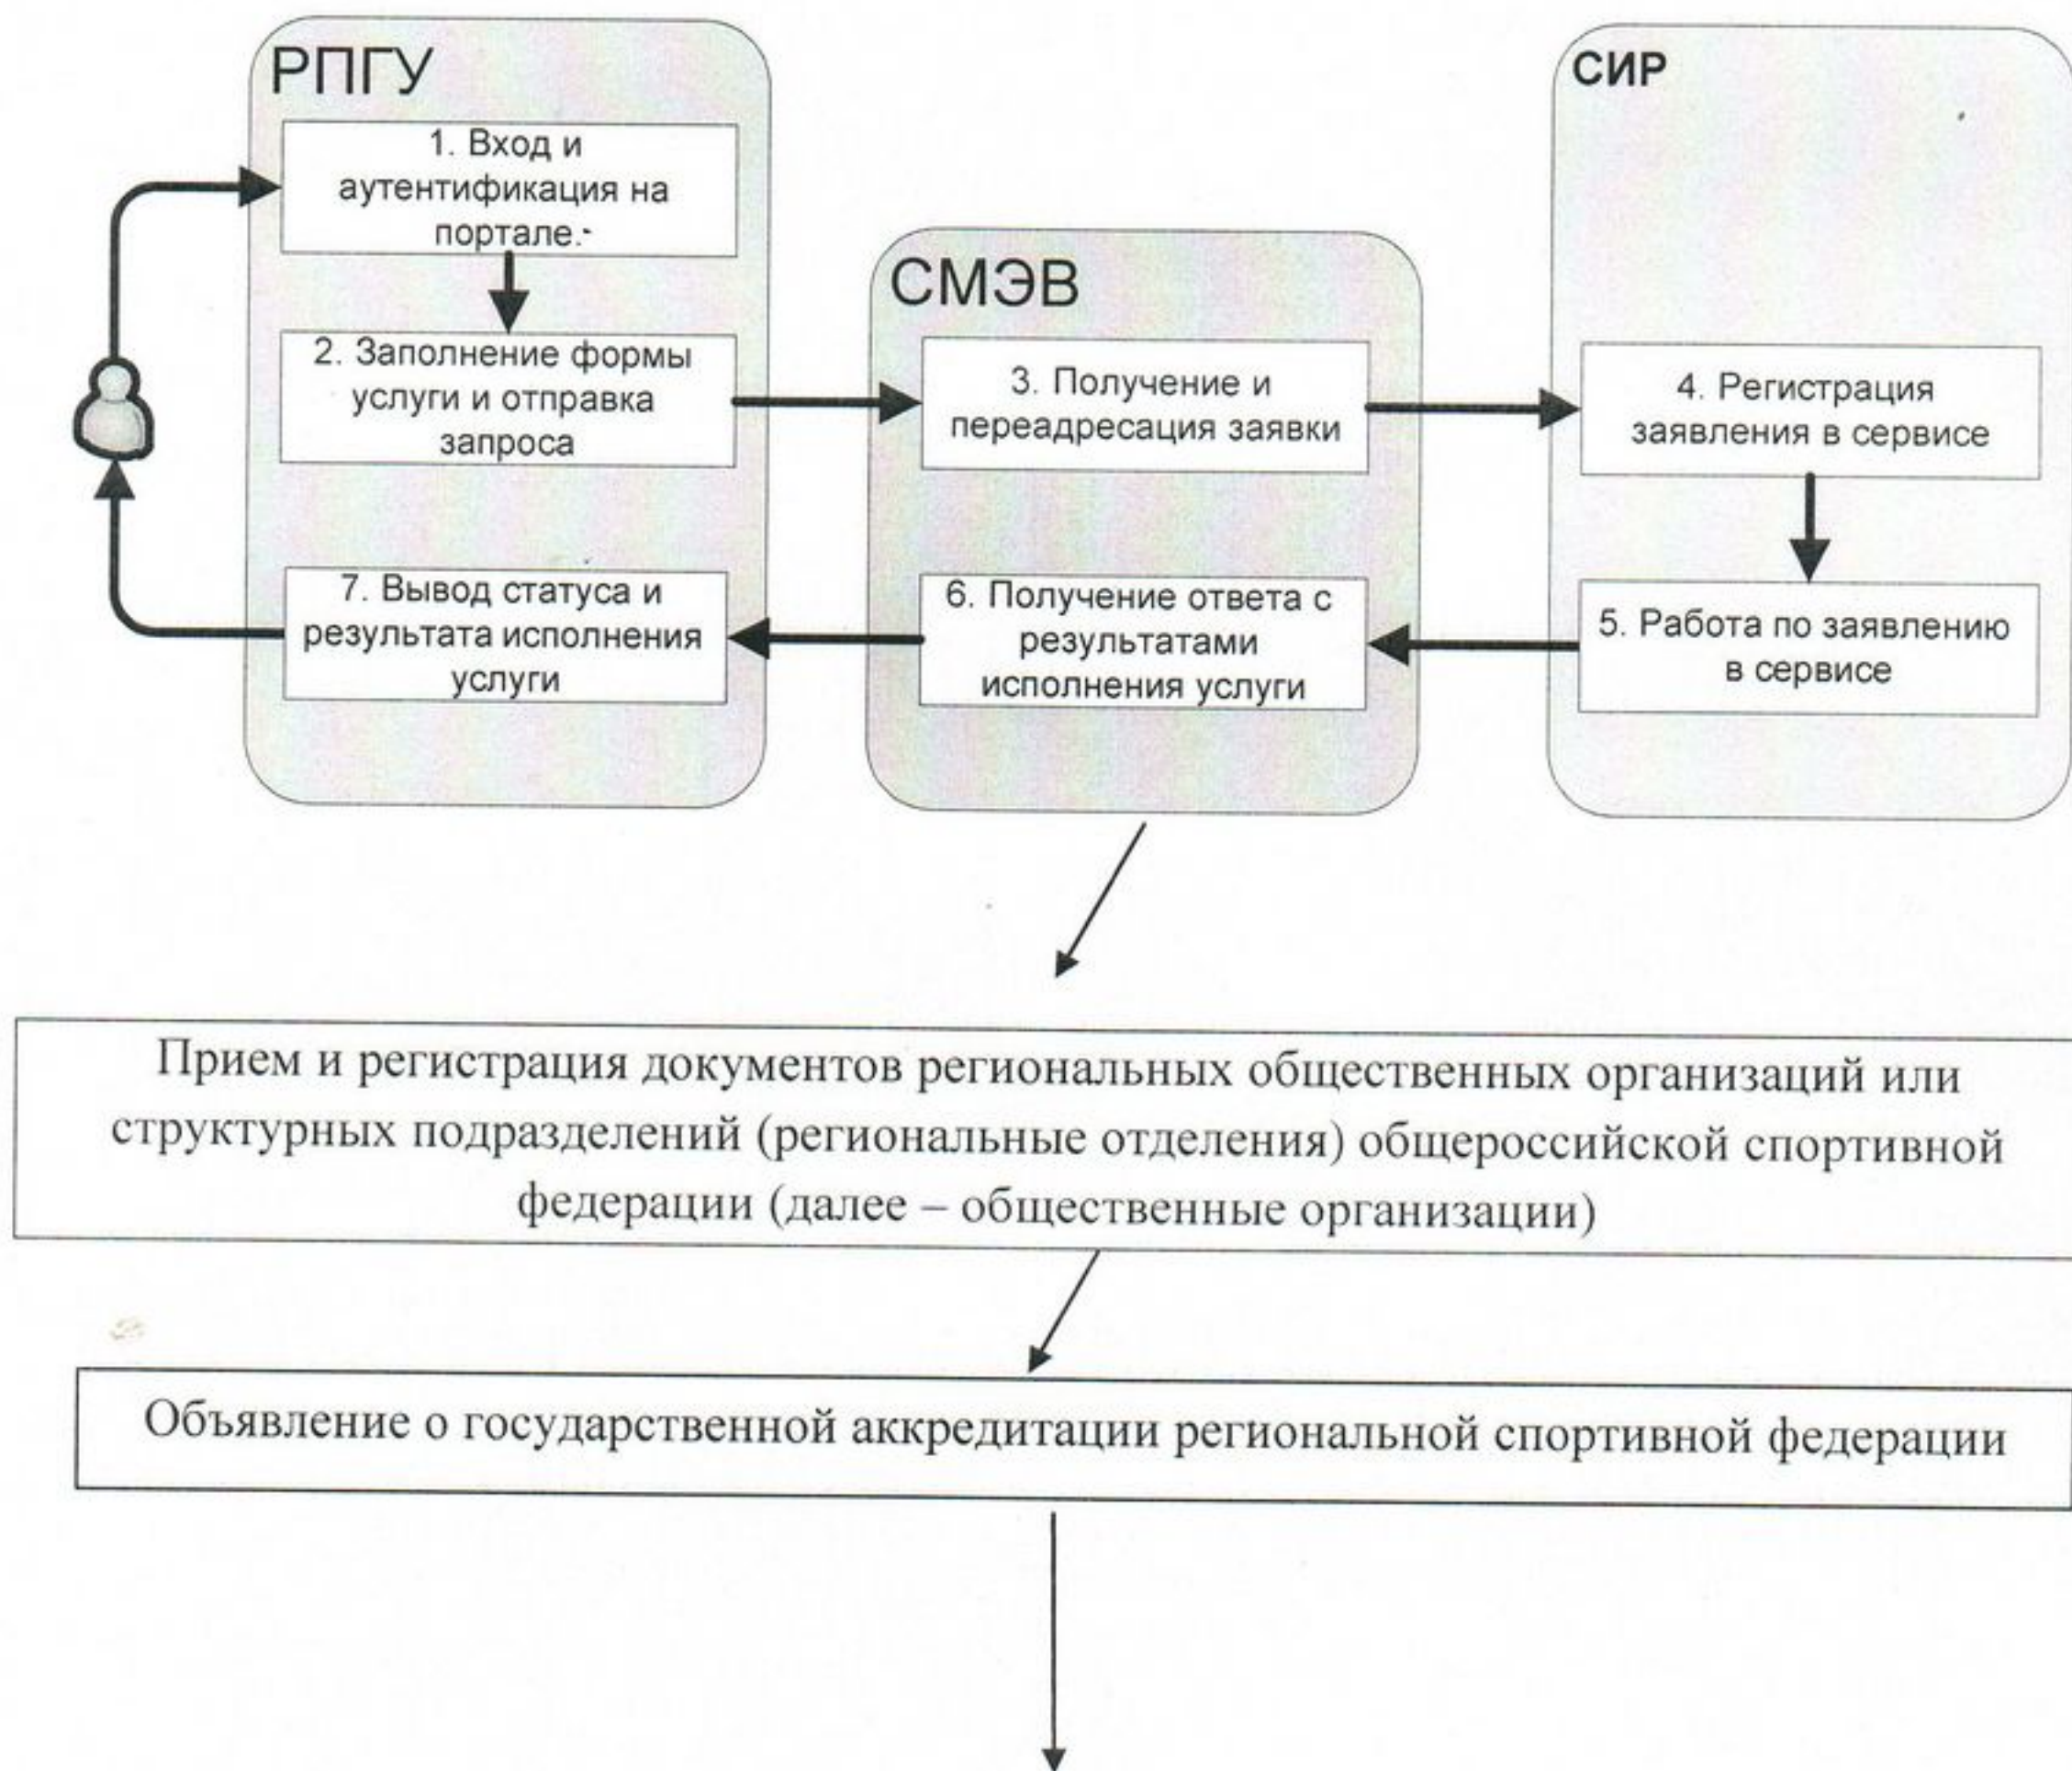 РПГУ
1. Вход и
аутентификация на
портале.
2. Заполнение формы
услуги и отправка
запроса
7. Вывод статуса и
результата исполнения
услуги
СМЭВ
3. Получение и
переадресация заявки
6. Получение ответа с
результатами
исполнения услуги
СИР
4. Регистрация
заявления в сервисе
5. Работа по заявлению
в сервисе
Прием и регистрация документов региональных общественных организаций или
структурных подразделений (региональные отделения) общероссийской спортивной
федерации (далее – общественные организации)
Объявление о государственной аккредитации региональной спортивной федерации